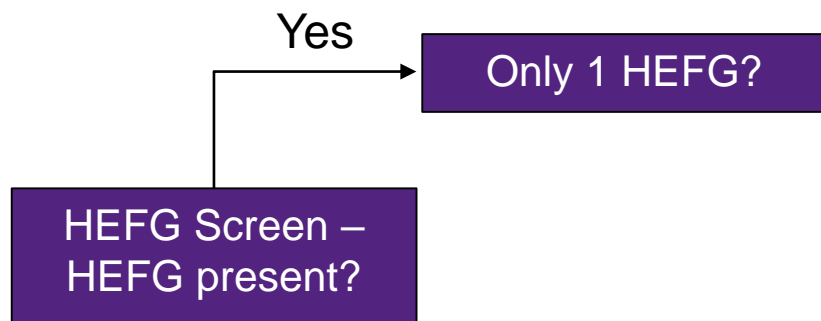 Yes
Only 1 HEFG?
HEFG Screen –
HEFG present?